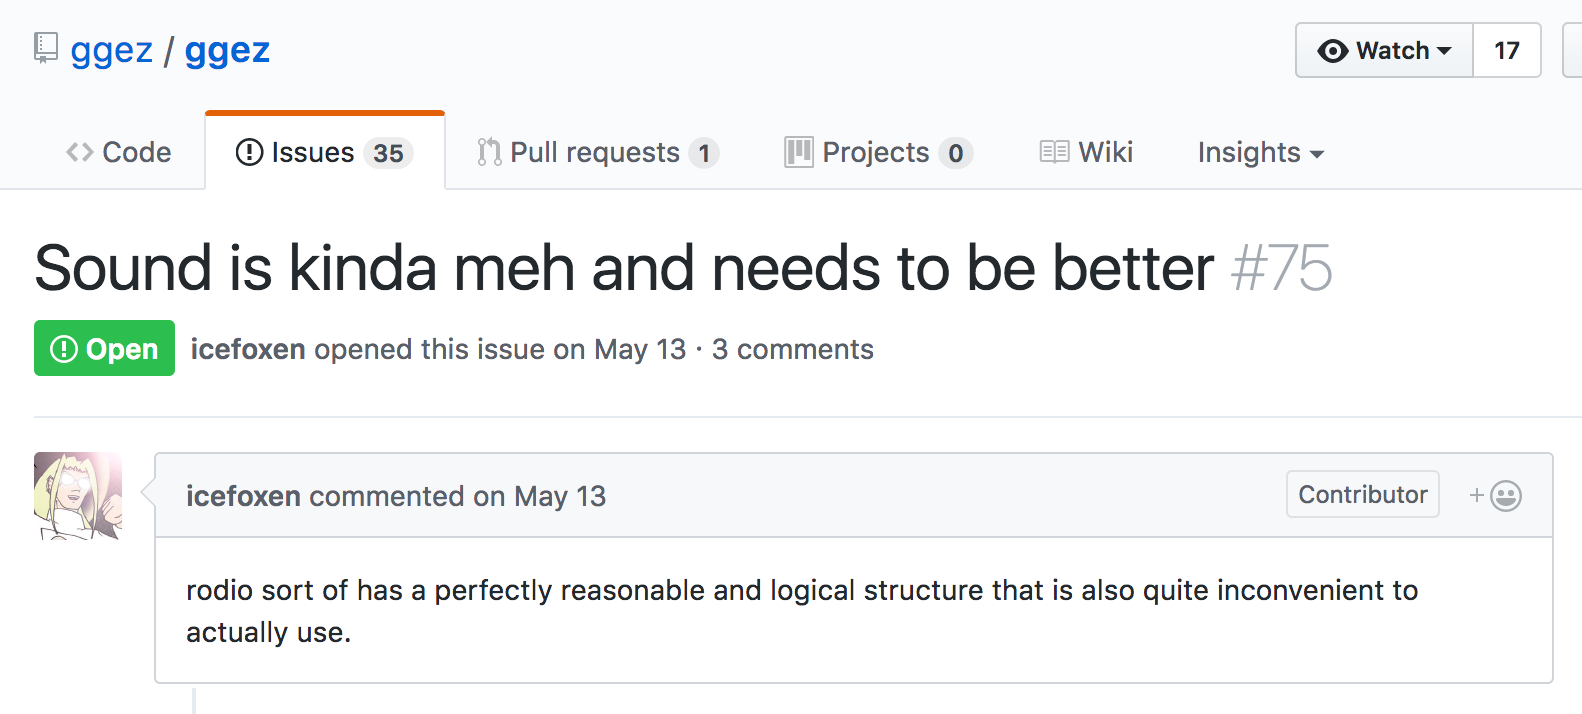 ggez / ggez
Watch 17
Code Issues 35 Pull requests 1 Projects 0 Wiki Insights
Sound is kinda meh and needs to be better #75
Open icefoxen opened this issue on May 13 · 3 comments
icefoxen commented on May 13 Contributor +
rodio sort of has a perfectly reasonable and logical structure that is also quite inconvenient to
actually use.